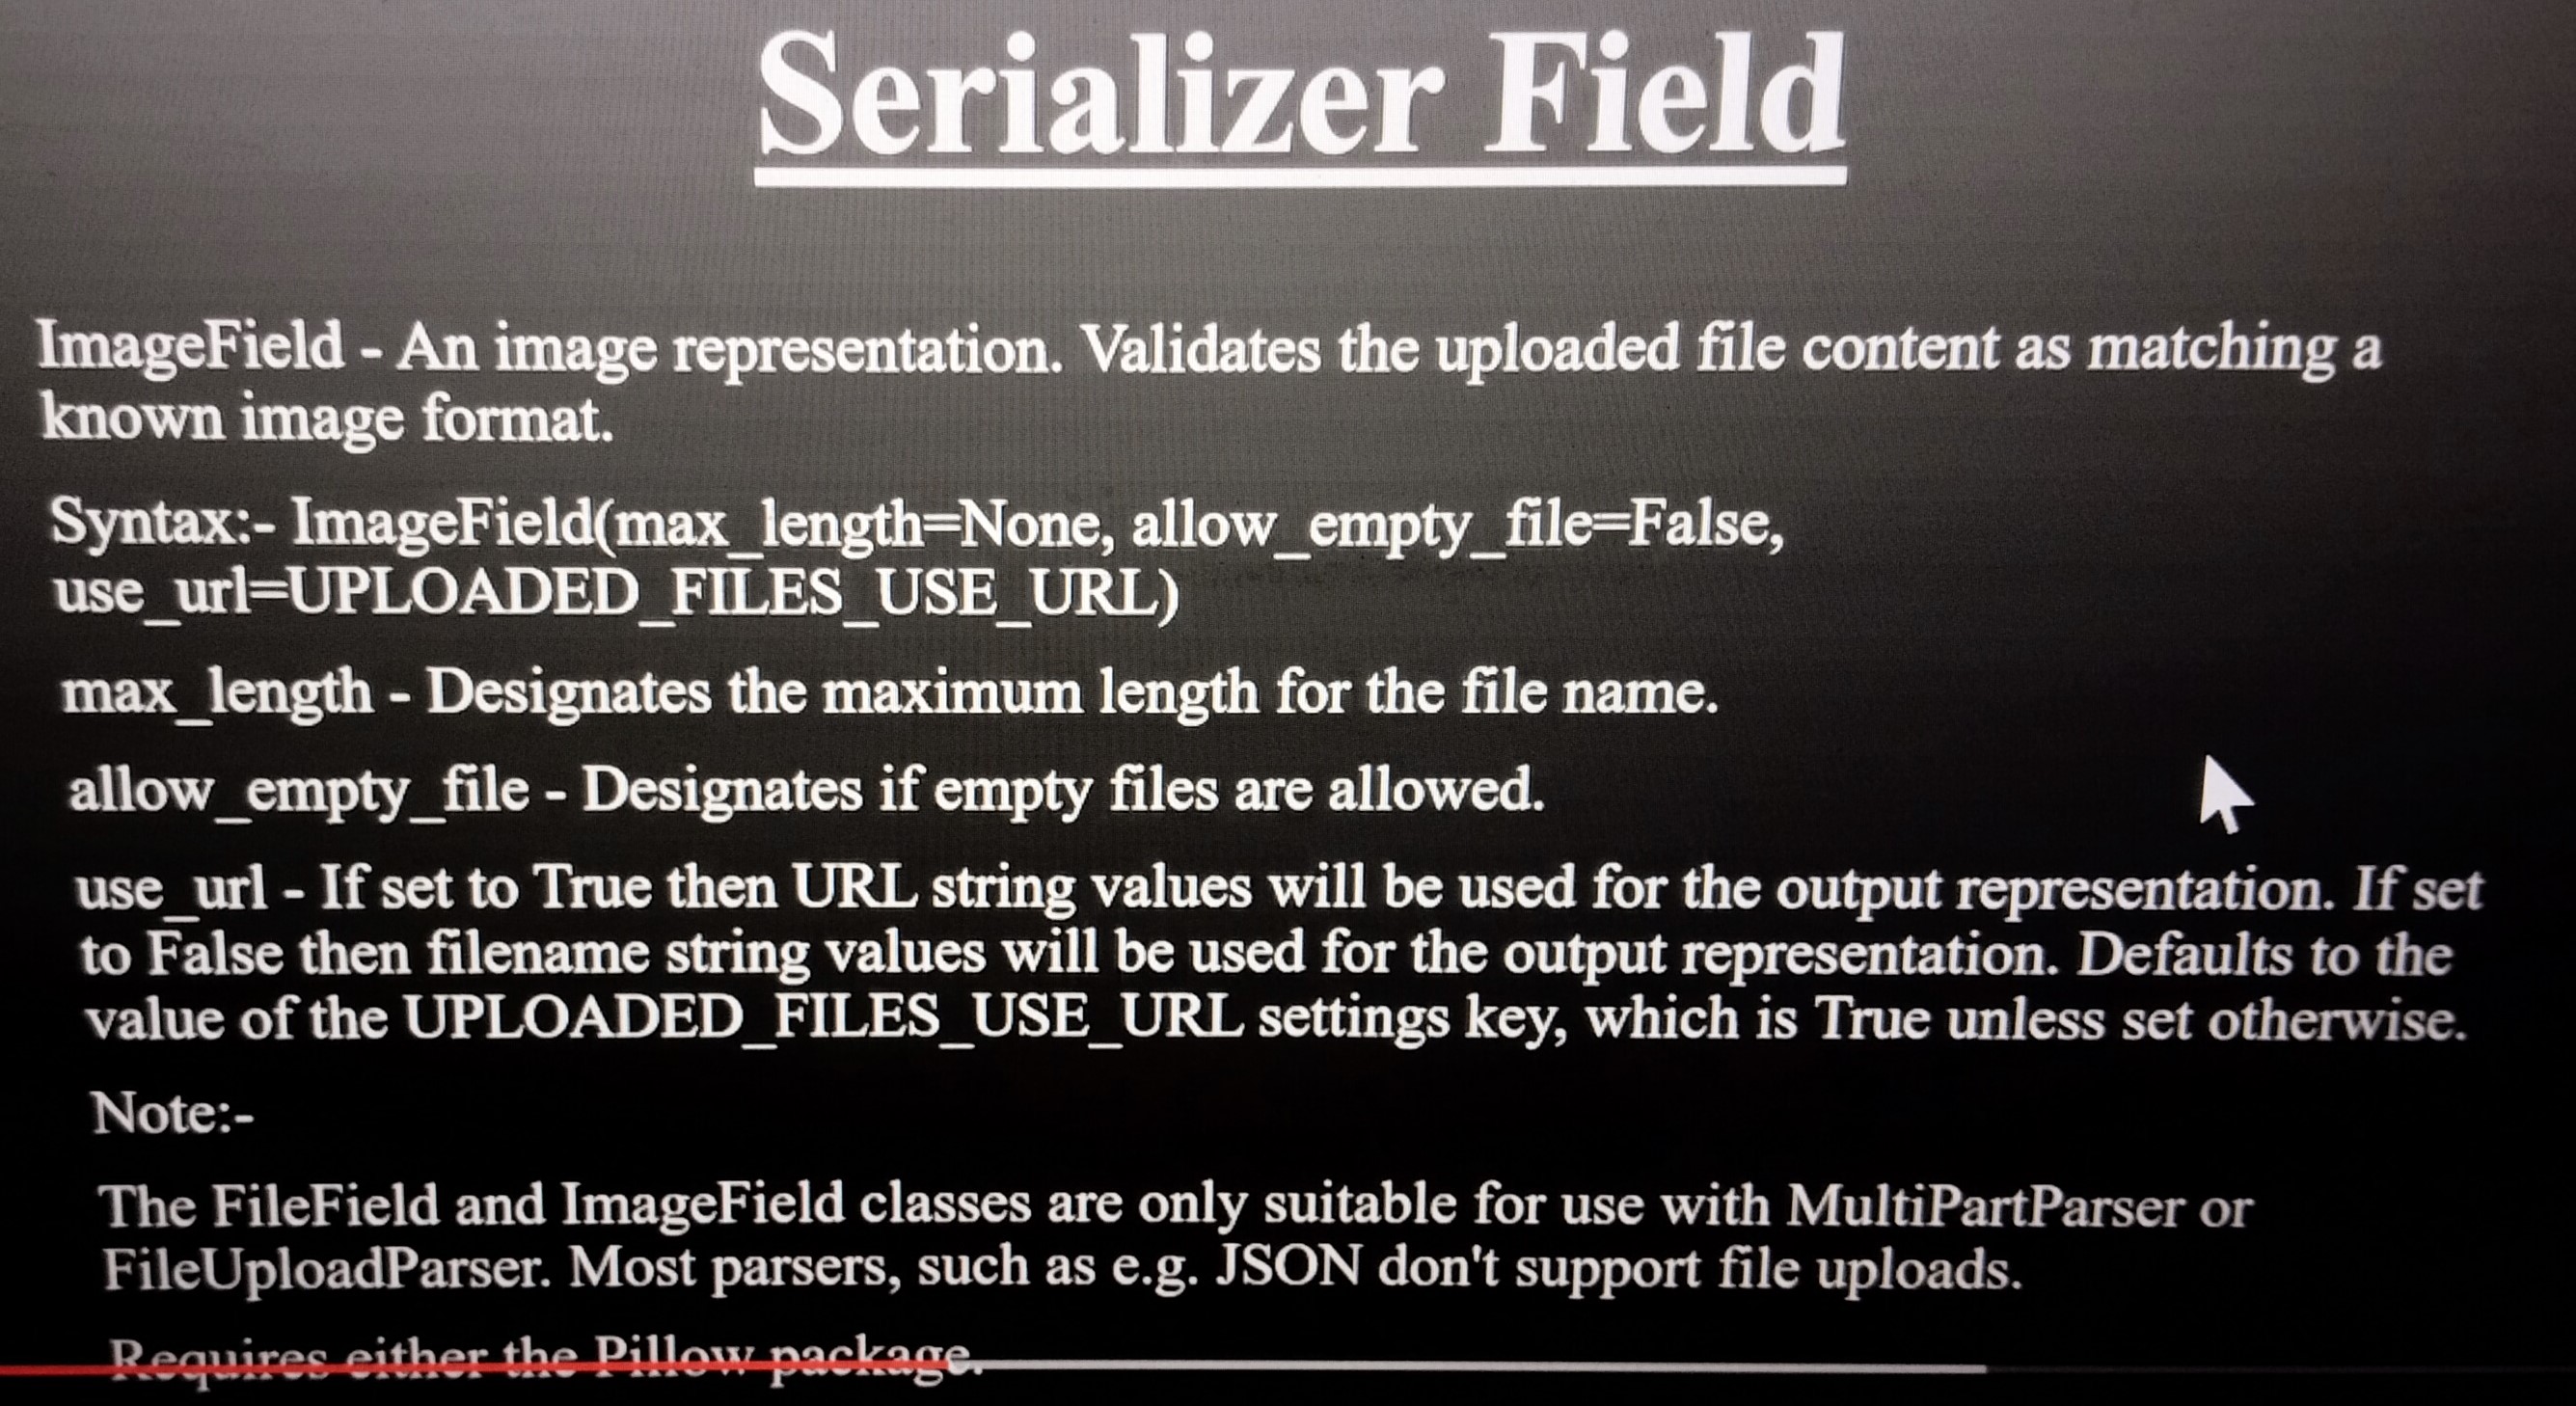 Serializer Field
ImageField - An image representation. Validates the uploaded file content as matching a
known image format.
Syntax:- ImageField(max_length=None, allow_empty_file=False,
use_url=UPLOADED_FILES_USE_URL)
max_length - Designates the maximum length for the file name.
allow_empty_file - Designates if empty files are allowed.
use_url - If set to True then URL string values will be used for the output representation. If set
to False then filename string values will be used for the output representation. Defaults to the
value of the UPLOADED_FILES_USE_URL settings key, which is True unless set otherwise.
Note:-
The FileField and ImageField classes are only suitable for use with MultiPartParser or
FileUploadParser. Most parsers, such as e.g. JSON don't support file uploads.
Requires either the Pillow package.